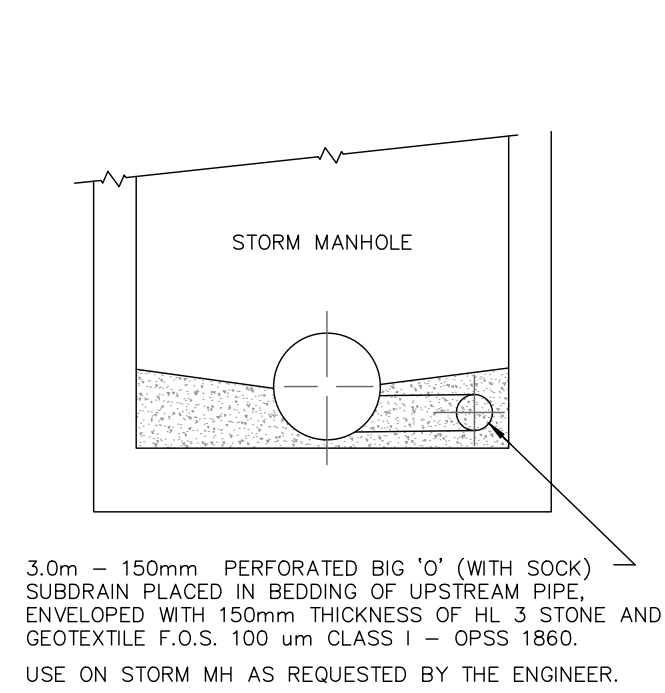 STORM MANHOLE
3.0m – 150mm PERFORATED BIG 'O' (WITH SOCK)
SUBDRAIN PLACED IN BEDDING OF UPSTREAM PIPE,
ENVELOPED WITH 150mm THICKNESS OF HL 3 STONE AND
GEOTEXTILE F.O.S. 100 um CLASS I – OPSS 1860.
USE ON STORM MH AS REQUESTED BY THE ENGINEER.